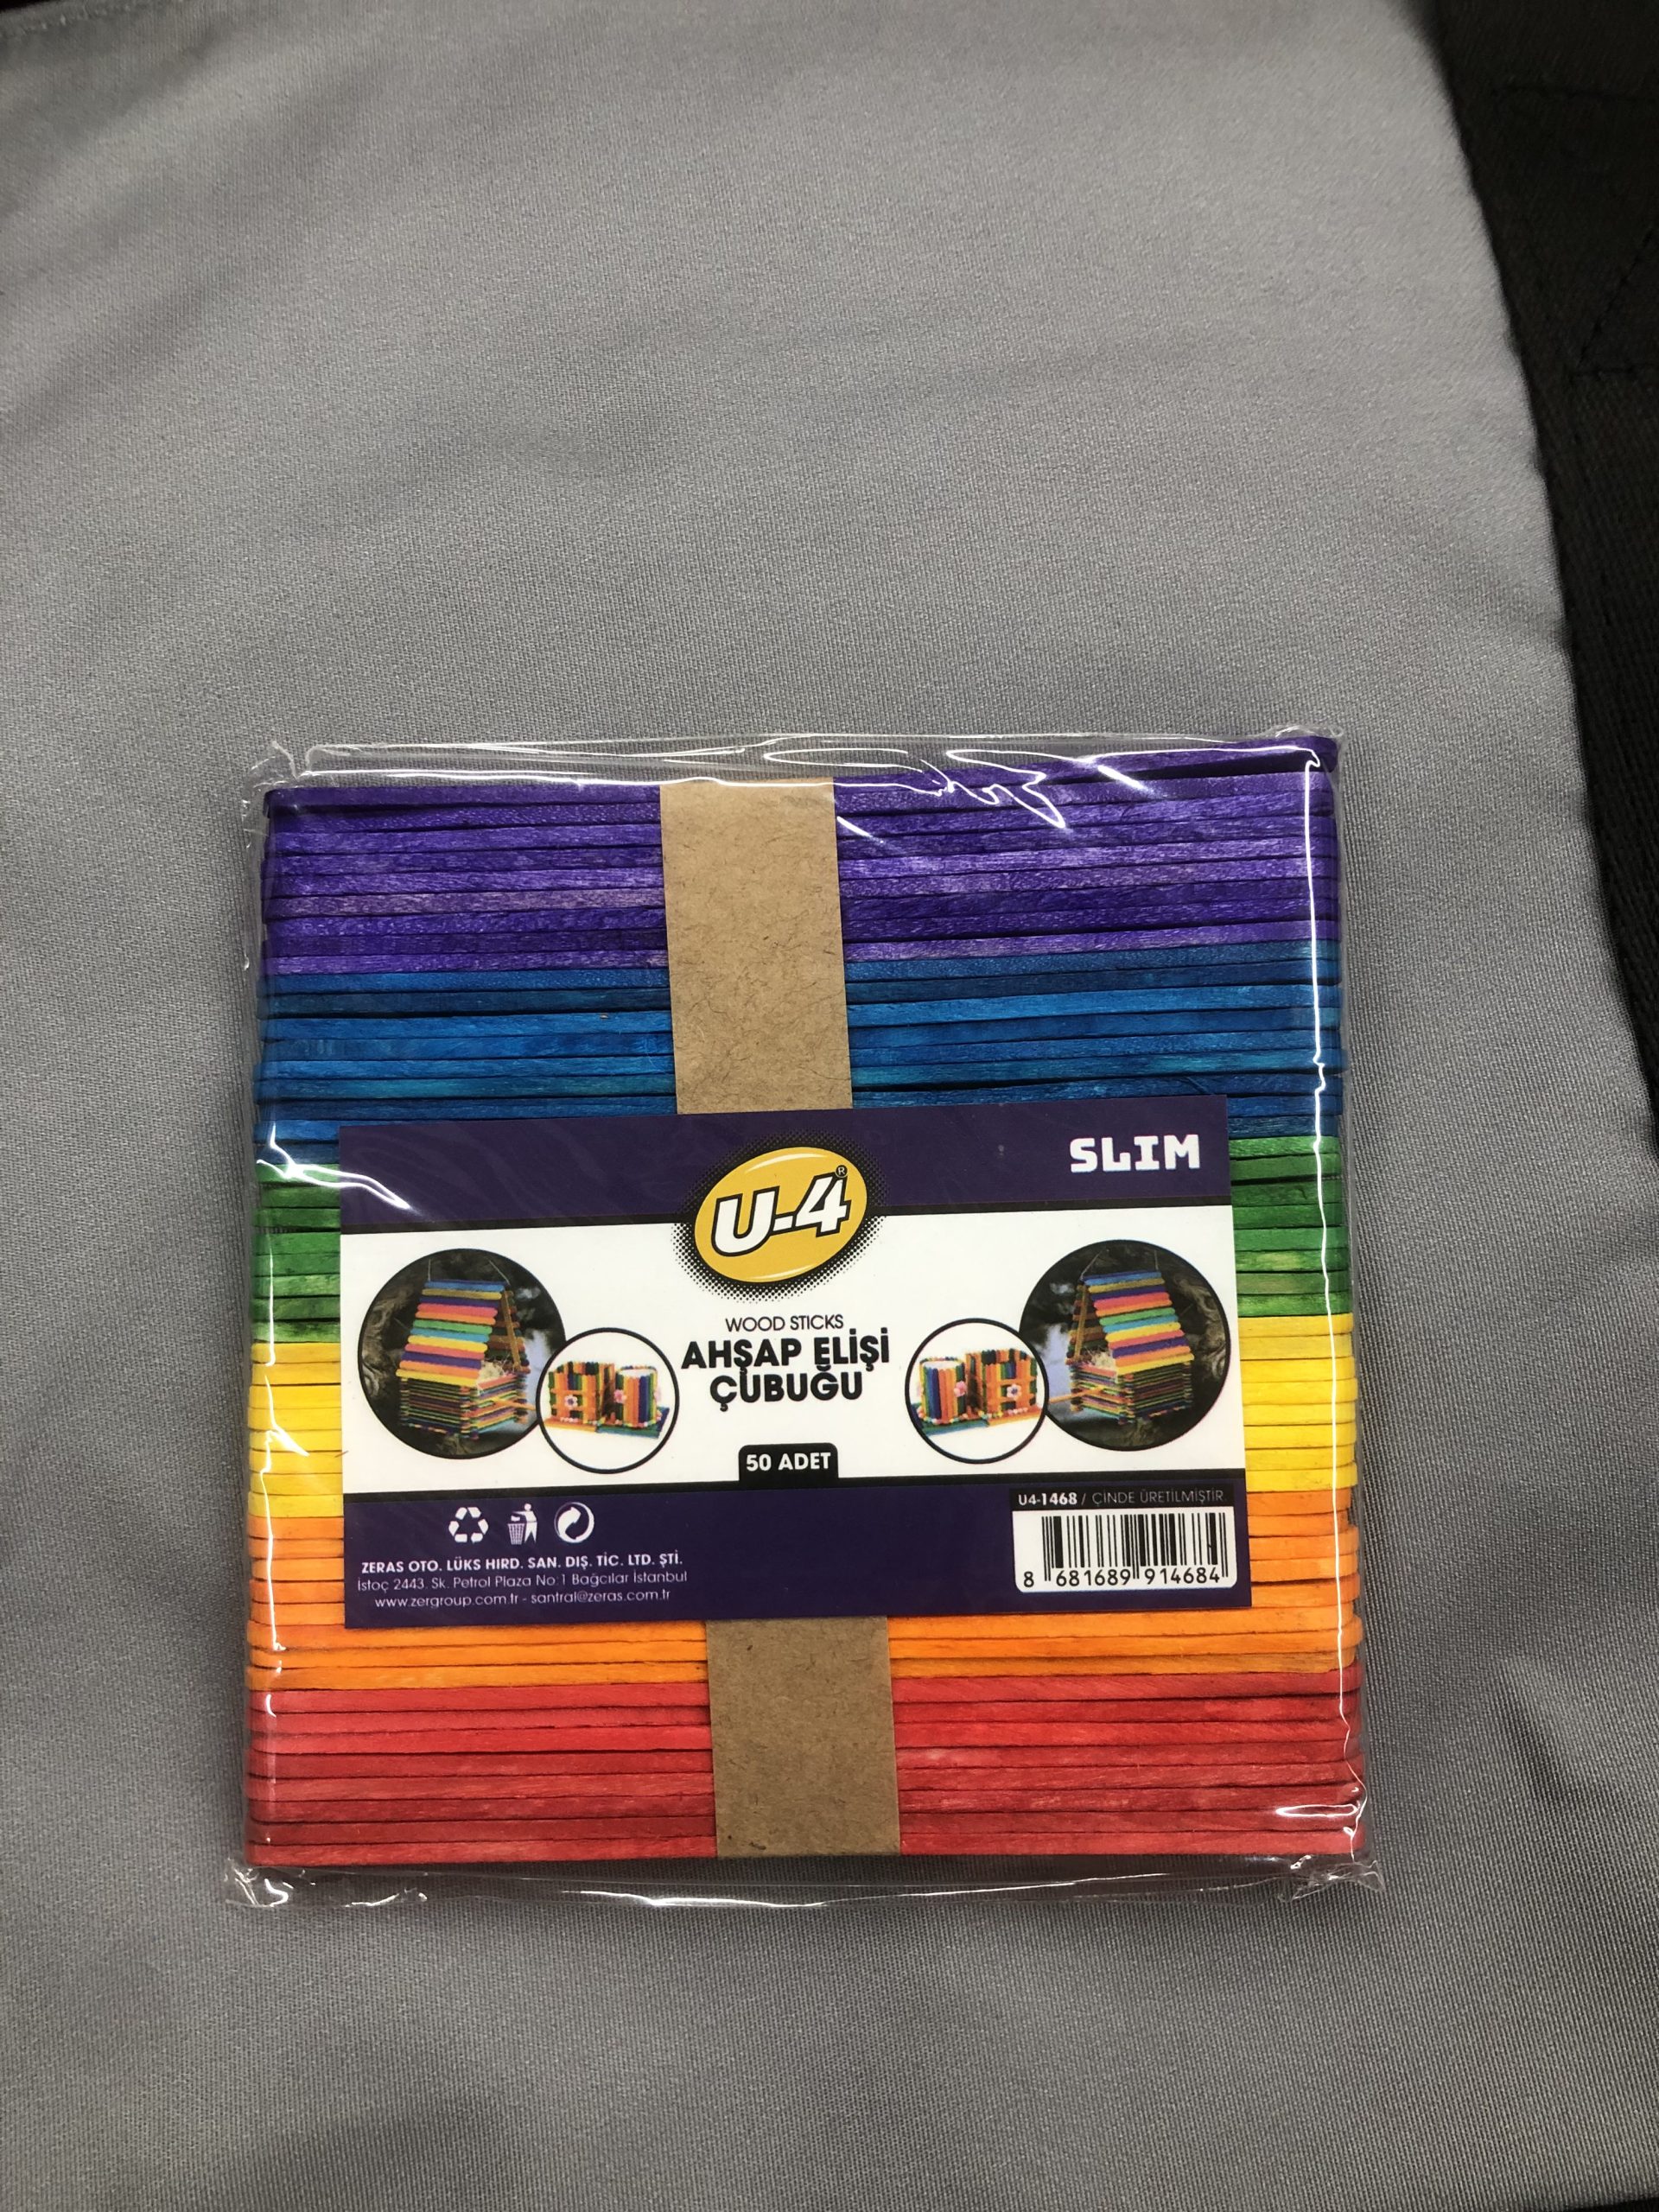 SLIM
U-4®
WOOD STICKS
AHŞAP ELİŞİ
ÇUBUĞU
50 ADET
U4-1468 / ÇİNDE ÜRETİLMİŞTİR.
8 681689 914684
ZERAS OTO. LÜKS HIRD. SAN. DIŞ. TİC. LTD. ŞTİ.
İstoç 2443. Sk. Petrol Plaza No:1 Bağcılar İstanbul
www.zergroup.com.tr - santral@zeras.com.tr